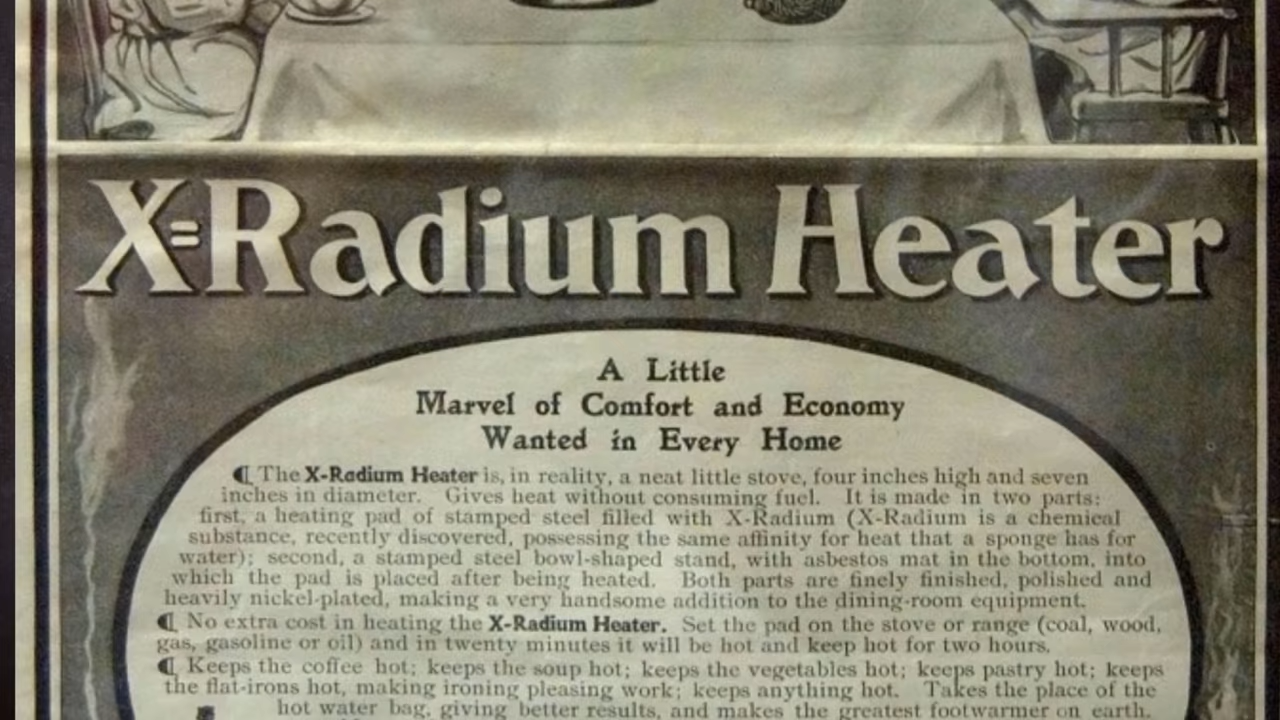 X=Radium Heater
A Little
Marvel of Comfort and Economy
Wanted in Every Home
¶ The X-Radium Heater is, in reality, a neat little stove, four inches high and seven
inches in diameter. Gives heat without consuming fuel. It is made in two parts:
first, a heating pad of stamped steel filled with X-Radium (X-Radium is a chemical
substance, recently discovered, possessing the same affinity for heat that a sponge has for
water); second, a stamped steel bowl-shaped stand, with asbestos mat in the bottom, into
which the pad is placed after being heated. Both parts are finely finished, polished and
heavily nickel-plated, making a very handsome addition to the dining-room equipment.
¶ No extra cost in heating the X-Radium Heater. Set the pad on the stove or range (coal, wood,
gas, gasoline or oil) and in twenty minutes it will be hot and keep hot for two hours.
¶ Keeps the coffee hot; keeps the soup hot; keeps the vegetables hot; keeps pastry hot; keeps
the flat-irons hot, making ironing pleasing work; keeps anything hot. Takes the place of the
hot water bag, giving better results, and makes the greatest footwarmer on earth.